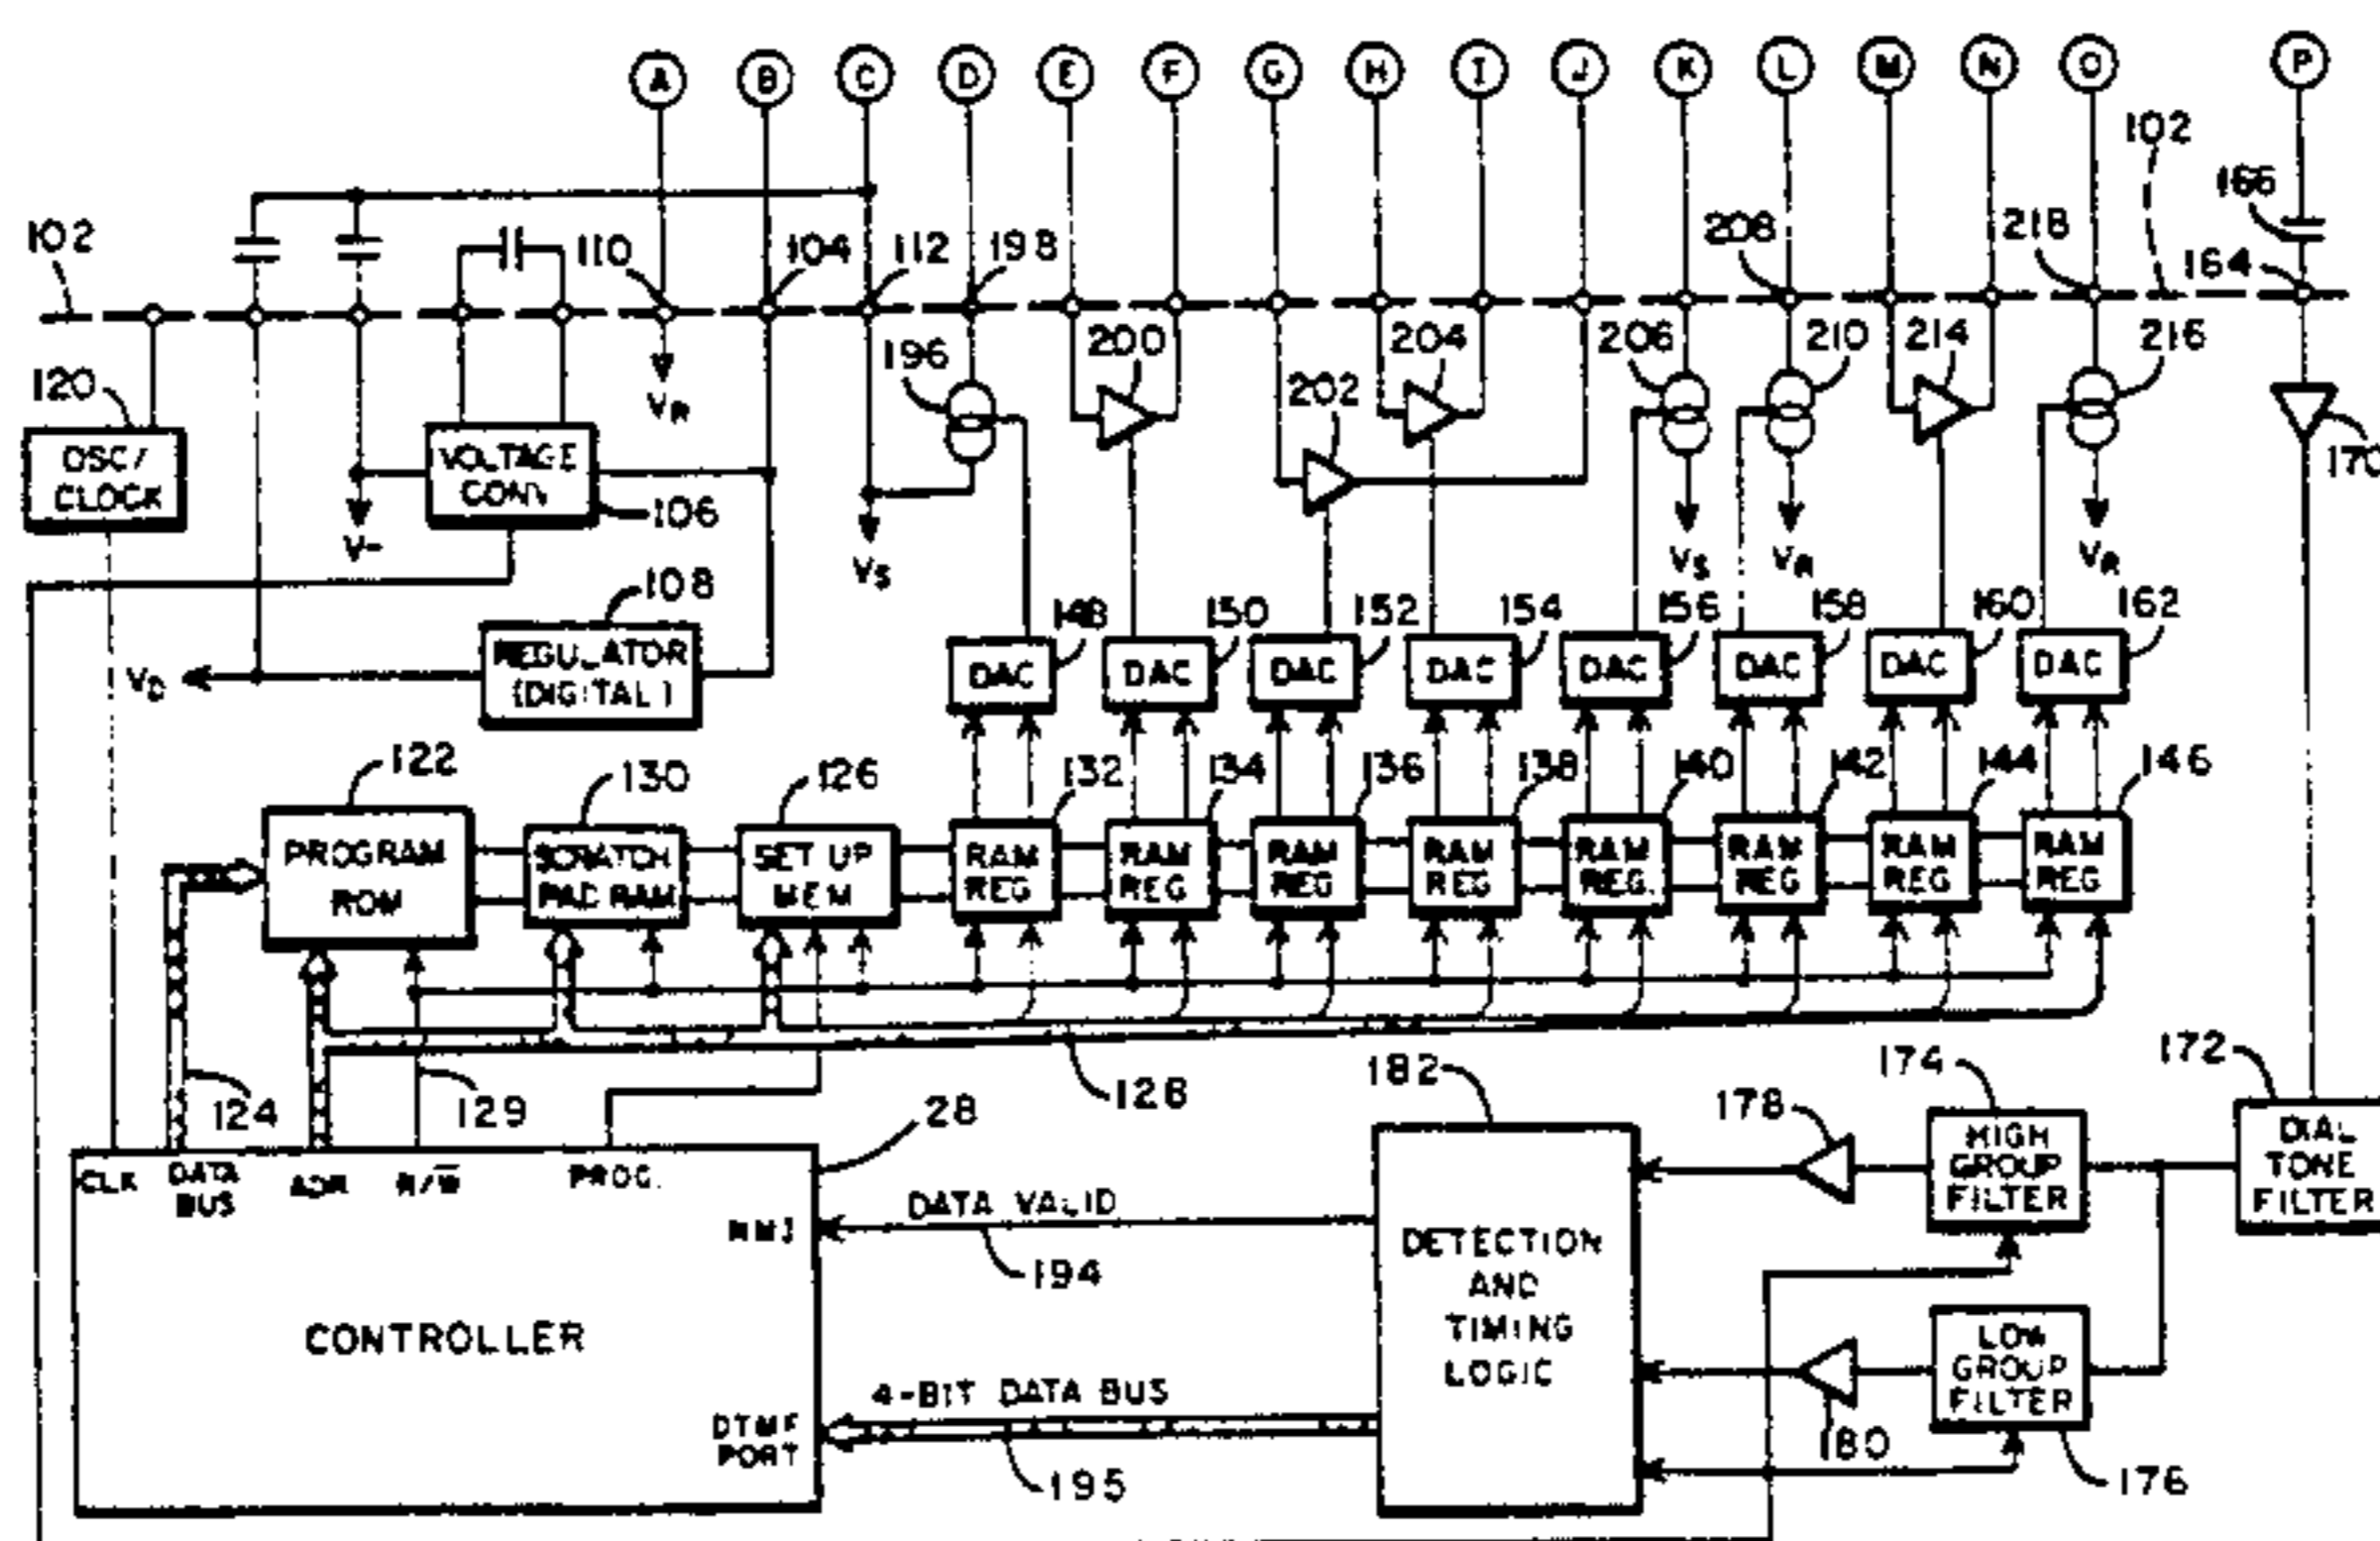 A B C D E F G H I J K L M N O P
102
166
102 110 104 112 198 208 218 164
196 200 204 206 210 214 216
120 202 170
OSC/
CLOCK
VOLTAGE
CONV
106
VR
V-
VS
VS VR VR
108
REGULATOR
(DIGITAL)
VD
148 150 152 154 156 158 160 162
DAC DAC DAC DAC DAC DAC DAC DAC
122 130 126 132 134 136 138 140 142 144 146
PROGRAM
ROM
SCRATCH
PAD RAM
SET UP
MEM
RAM
REG
RAM
REG
RAM
REG
RAM
REG
RAM
REG.
RAM
REG
RAM
REG
RAM
REG
124 129 128
28 182 178 174 172
CLK
DATA
BUS
ADR
R/W̅
PROG.
NMI
DATA VALID
194
CONTROLLER
4-BIT DATA BUS
DTMF
PORT
195
DETECTION
AND
TIMING
LOGIC
HIGH
GROUP
FILTER
DIAL
TONE
FILTER
LOW
GROUP
FILTER
180
176